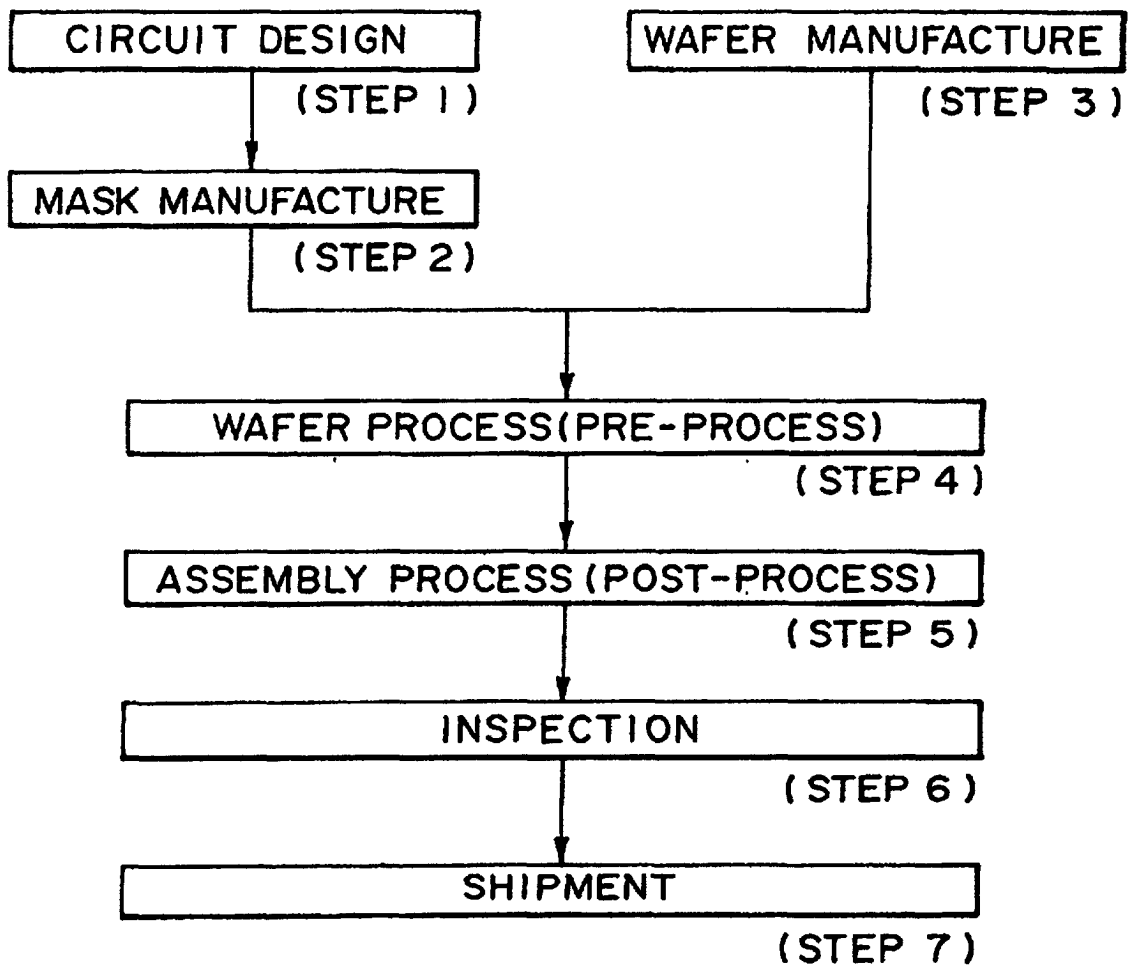 CIRCUIT DESIGN
(STEP 1)
WAFER MANUFACTURE
(STEP 3)
MASK MANUFACTURE
(STEP 2)
WAFER PROCESS(PRE-PROCESS)
(STEP 4)
ASSEMBLY PROCESS(POST-PROCESS)
(STEP 5)
INSPECTION
(STEP 6)
SHIPMENT
(STEP 7)